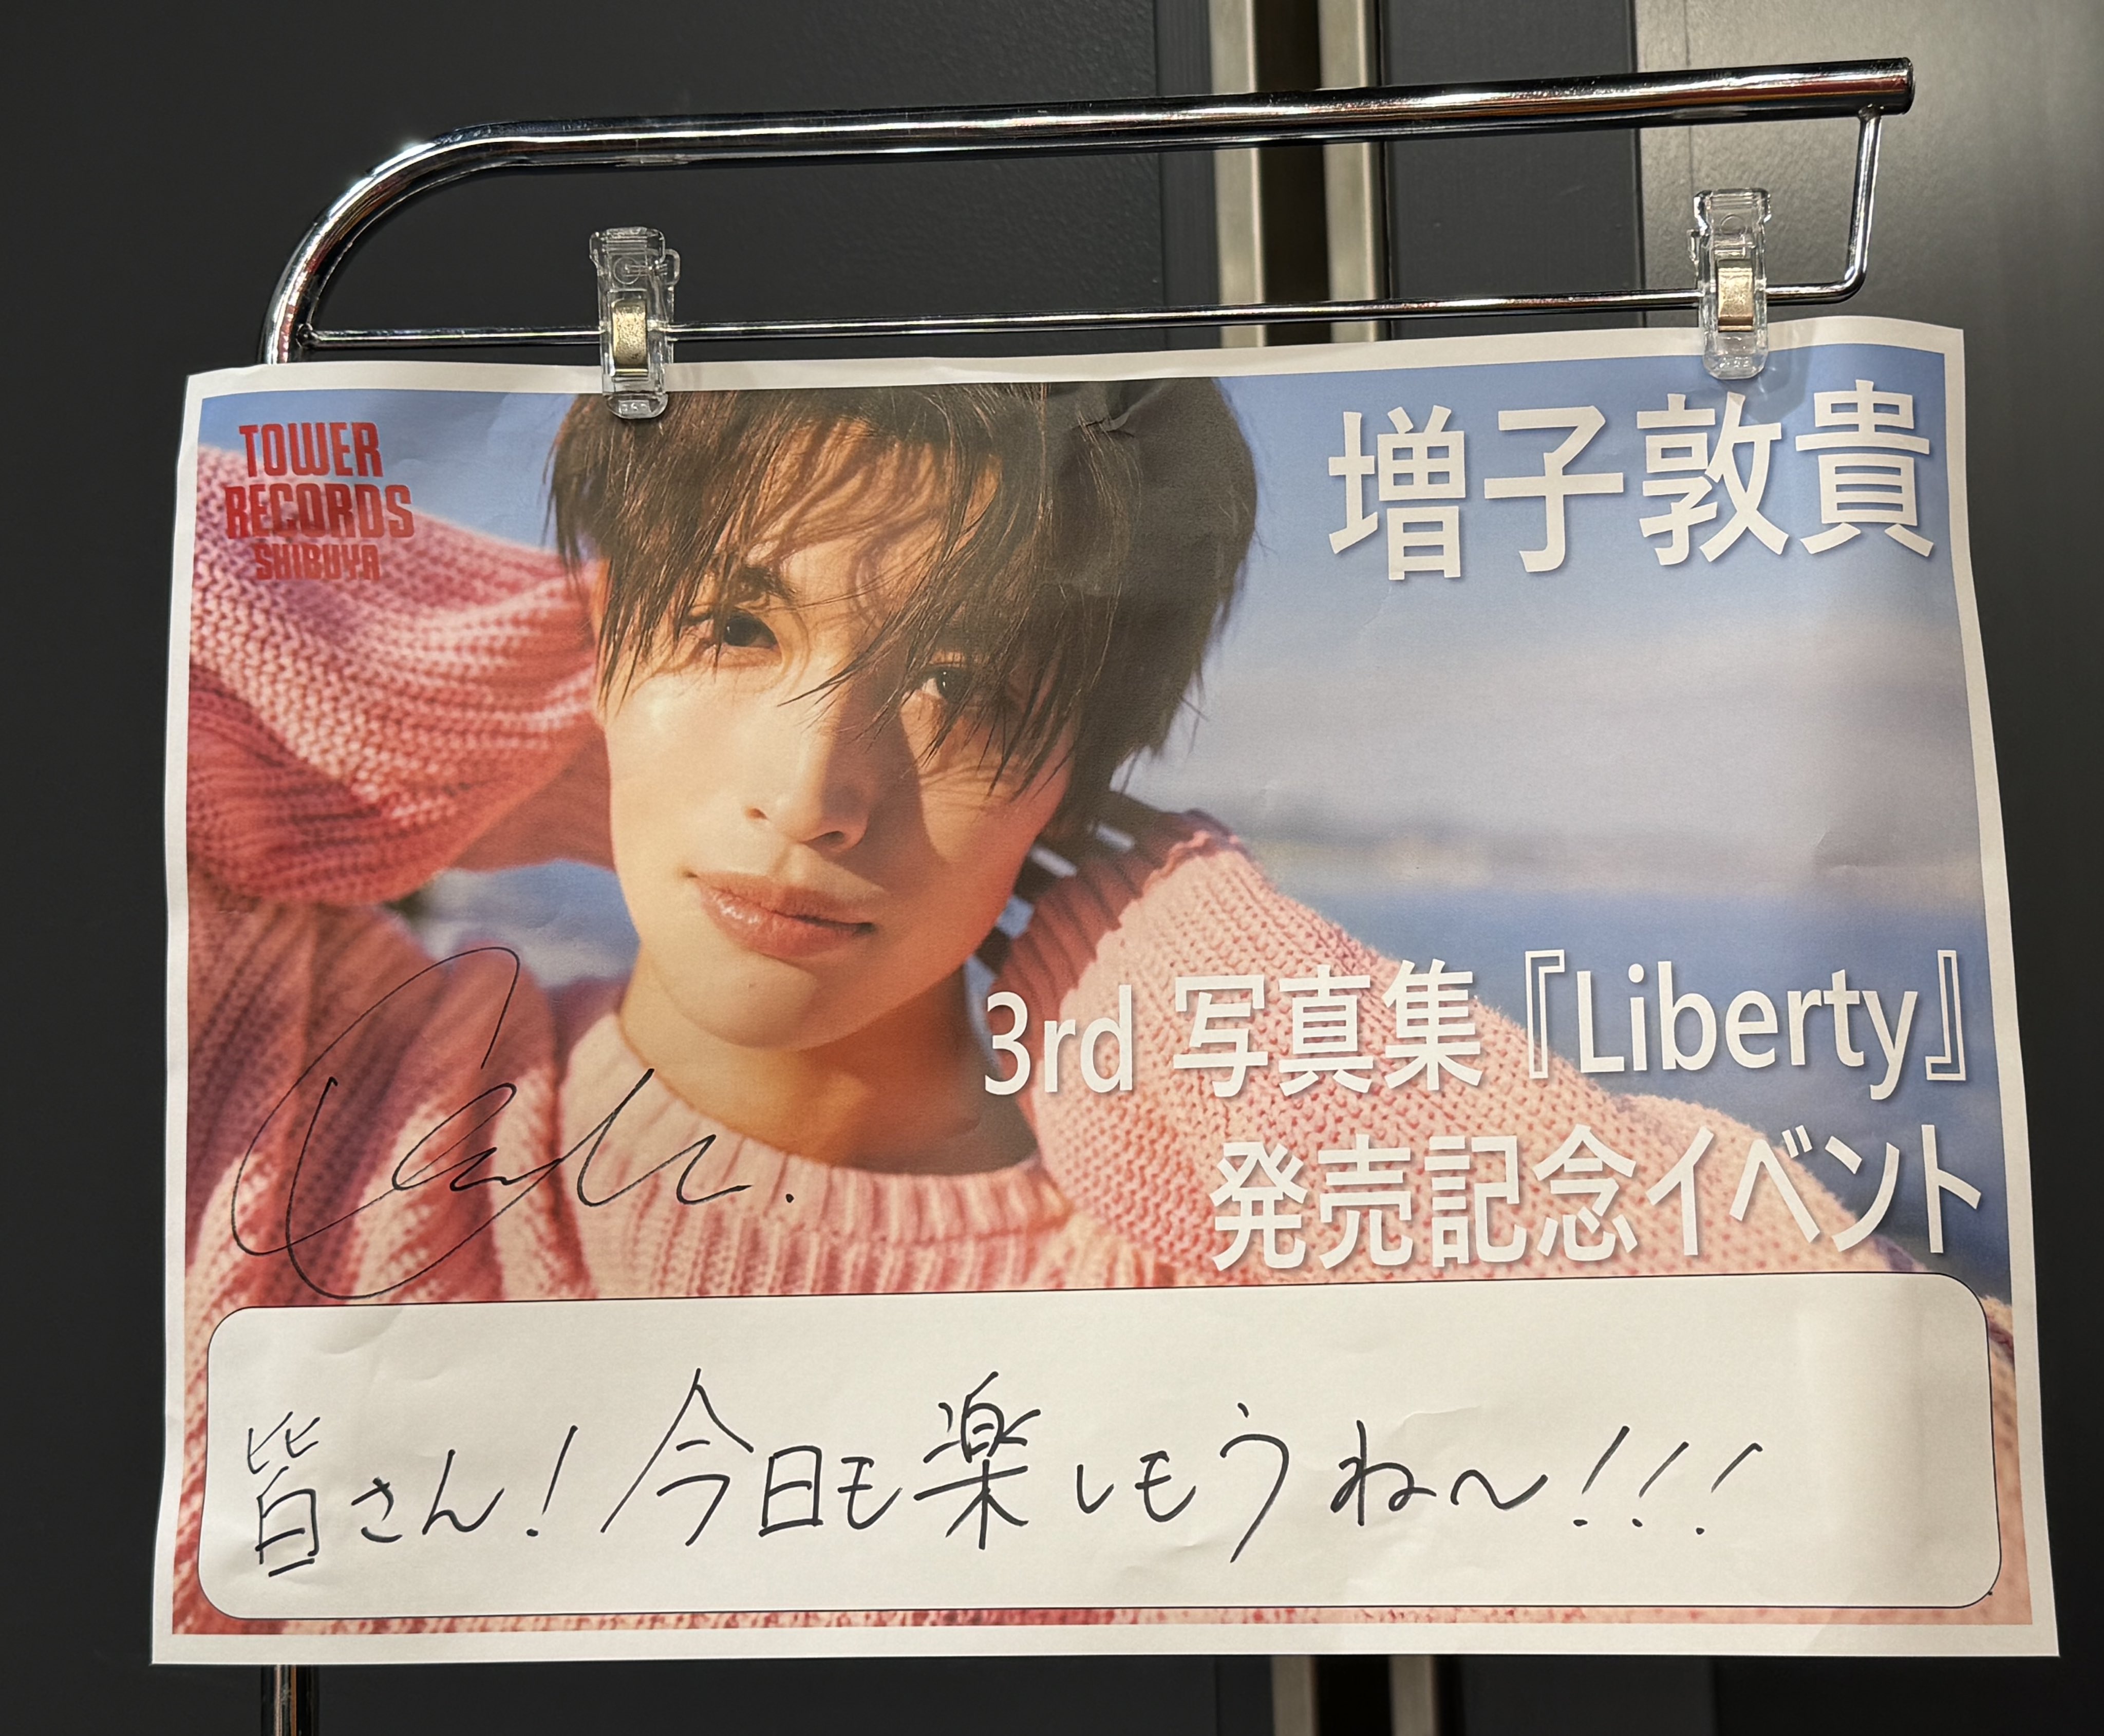 TOWER
RECORDS
SHIBUYA
増子敦貴
3rd 写真集『Liberty』
発売記念イベント
皆さん！今日も楽しもうね〜！！！